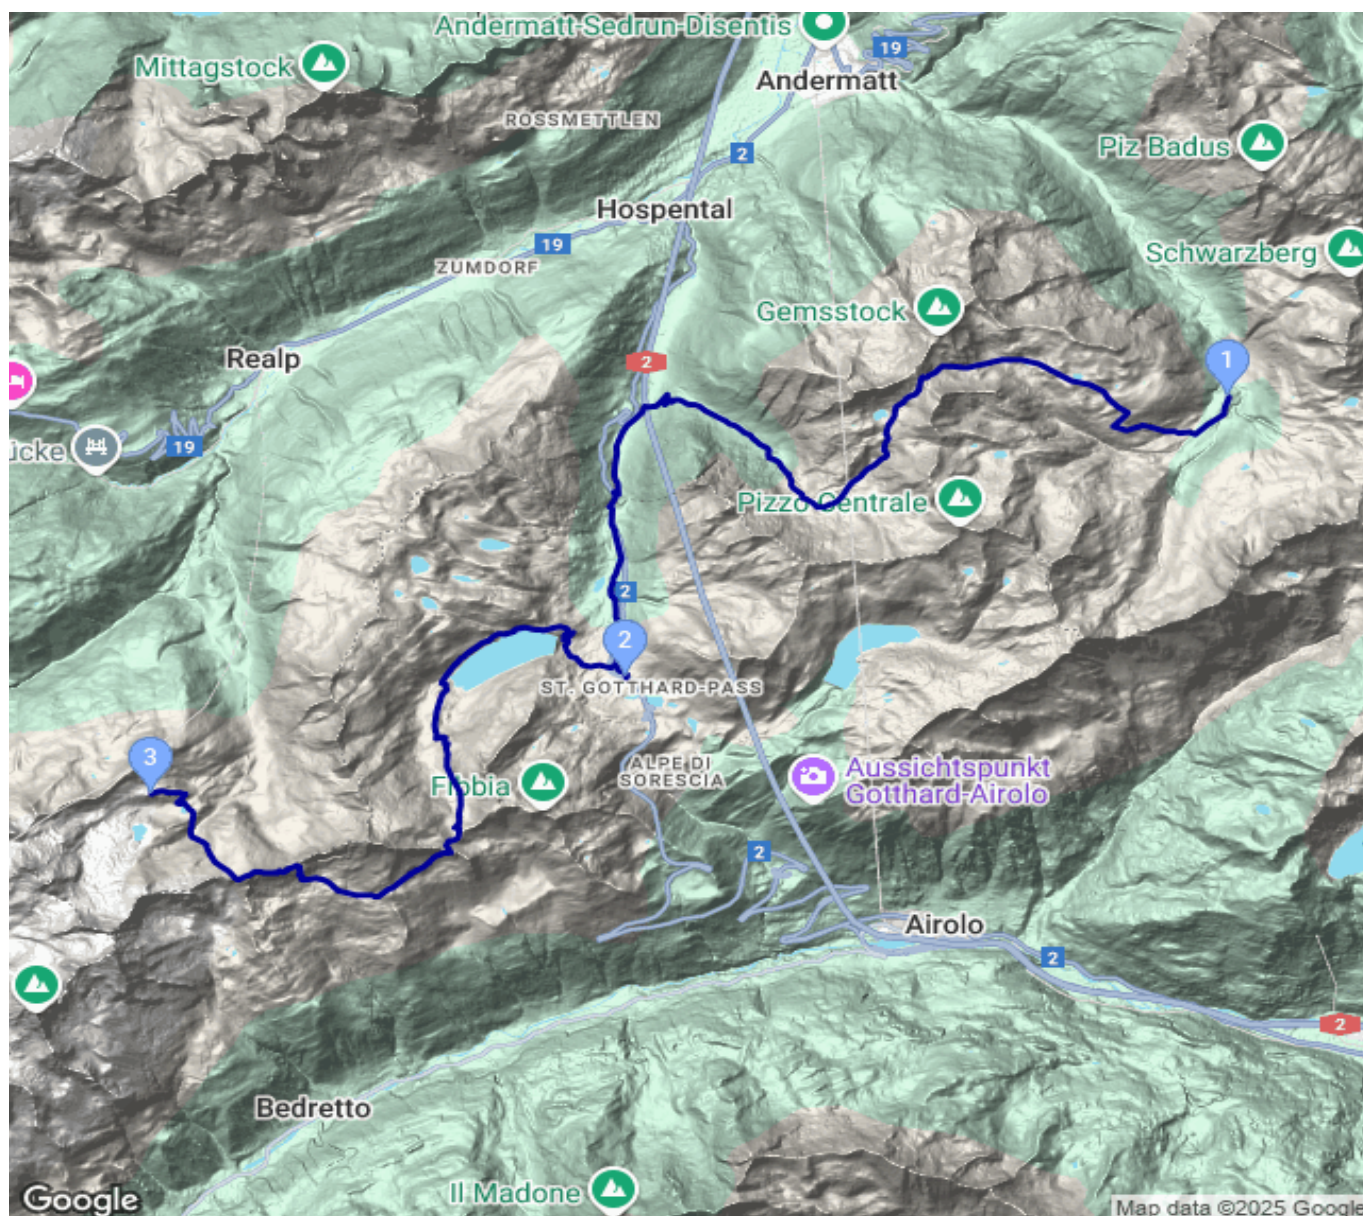 Andermatt-Sedrun-Disentis
19
Mittagstock
Andermatt
ROSSMETTLEN
Piz Badus
2
Hospental
19
ZUMDORF
Schwarzberg
Gemsstock
Realp
2
1
ücke
19
Pizzo Centrale
2
2
ST. GOTTHARD-PASS
3
ALPE DI
SORESCIA
Fibbia
Aussichtspunkt
Gotthard-Airolo
2
Airolo
2
2
Bedretto
Il Madone
Google
Map data ©2025 Google